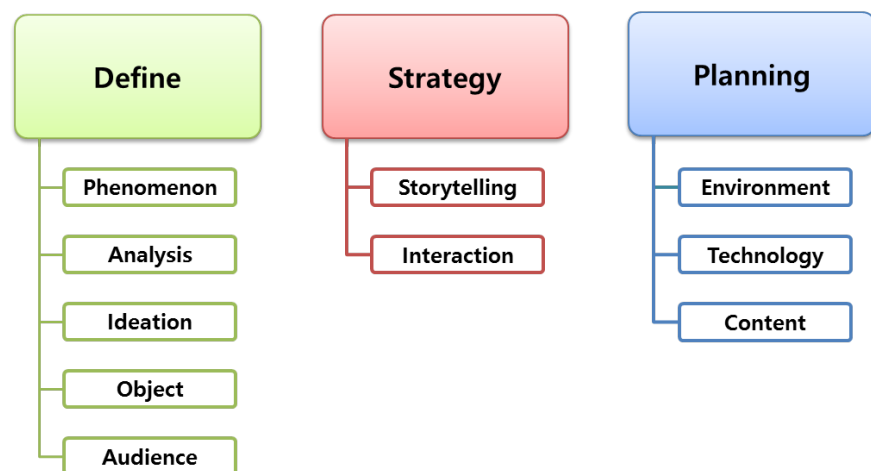 Define
Phenomenon
Analysis
Ideation
Object
Audience
Strategy
Storytelling
Interaction
Planning
Environment
Technology
Content